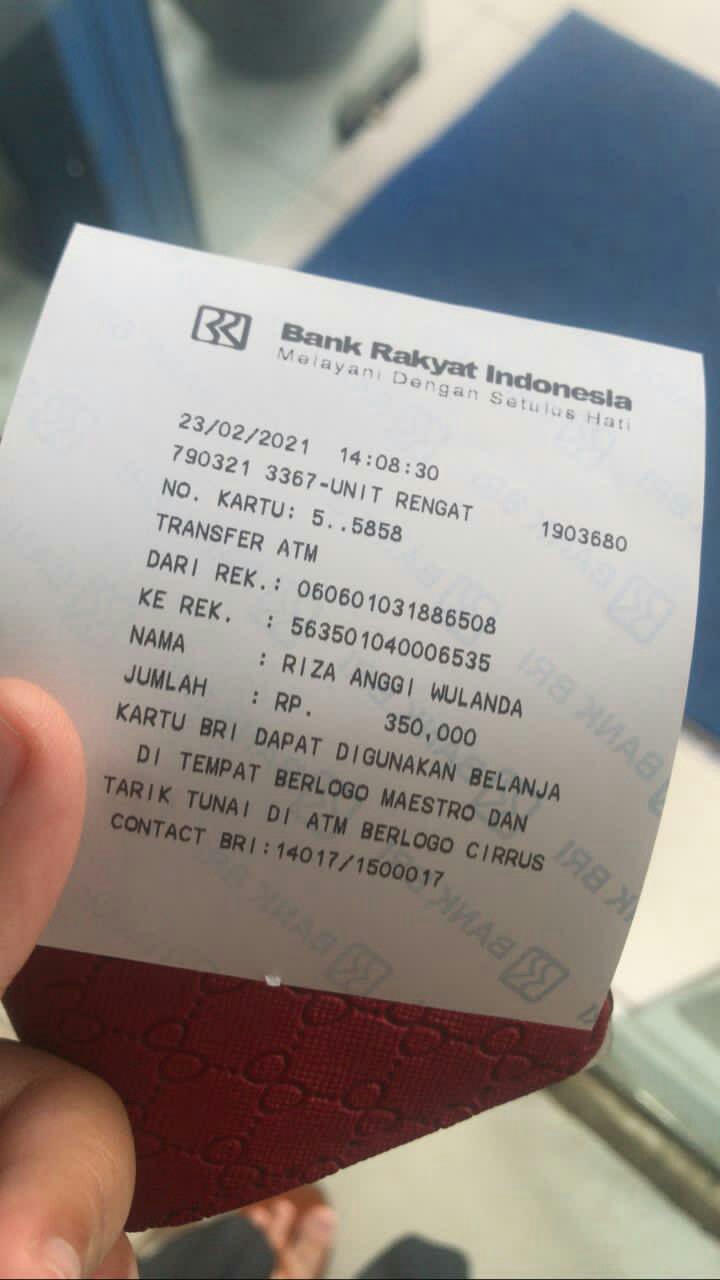 Bank Rakyat Indonesia
Melayani Dengan Setulus Hati
23/02/2021 14:08:30
790321 3367-UNIT RENGAT 1903680
NO. KARTU: 5..5858
TRANSFER ATM
DARI REK.: 060601031886508
KE REK. : 563501040006535
NAMA : RIZA ANGGI WULANDA
JUMLAH : RP. 350,000
KARTU BRI DAPAT DIGUNAKAN BELANJA
DI TEMPAT BERLOGO MAESTRO DAN
TARIK TUNAI DI ATM BERLOGO CIRRUS
CONTACT BRI:14017/1500017